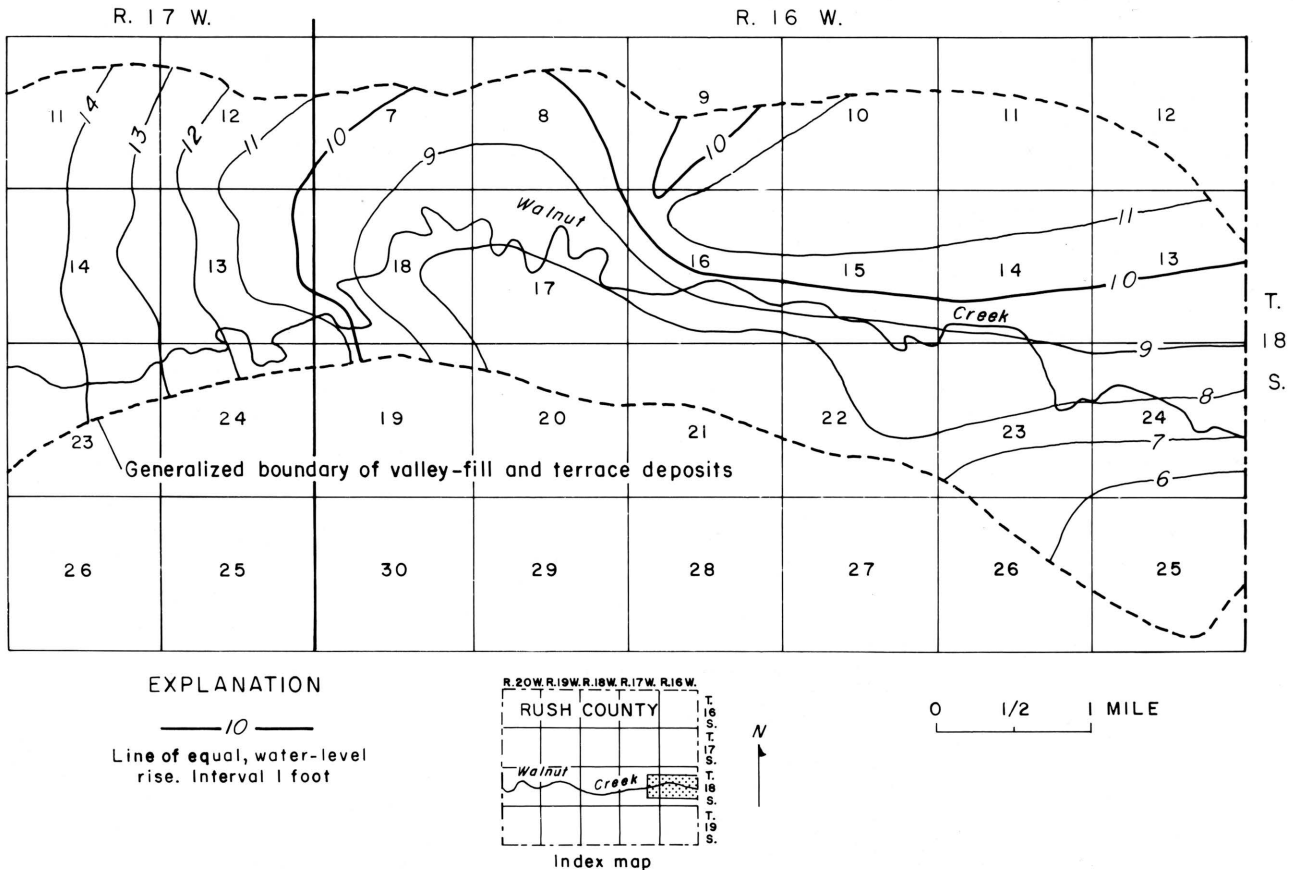 R. 17 W.
R. 16 W.
11
14
13
12
12
11
7
10
8
9
9
10
10
11
12
14
13
18
Walnut
17
16
15
14
13
11
10
9
Creek
T.
18
S.
23
24
19
20
21
22
23
24
8
7
6
Generalized boundary of valley-fill and terrace deposits
26
25
30
29
28
27
26
25
EXPLANATION
10
Line of equal, water-level
rise. Interval 1 foot
R.20W. R.19W. R.18W. R.17W. R.16W.
RUSH COUNTY
T.
16
S.
T.
17
S.
T.
18
S.
T.
19
S.
Walnut
Creek
Index map
N
0 1/2 1 MILE